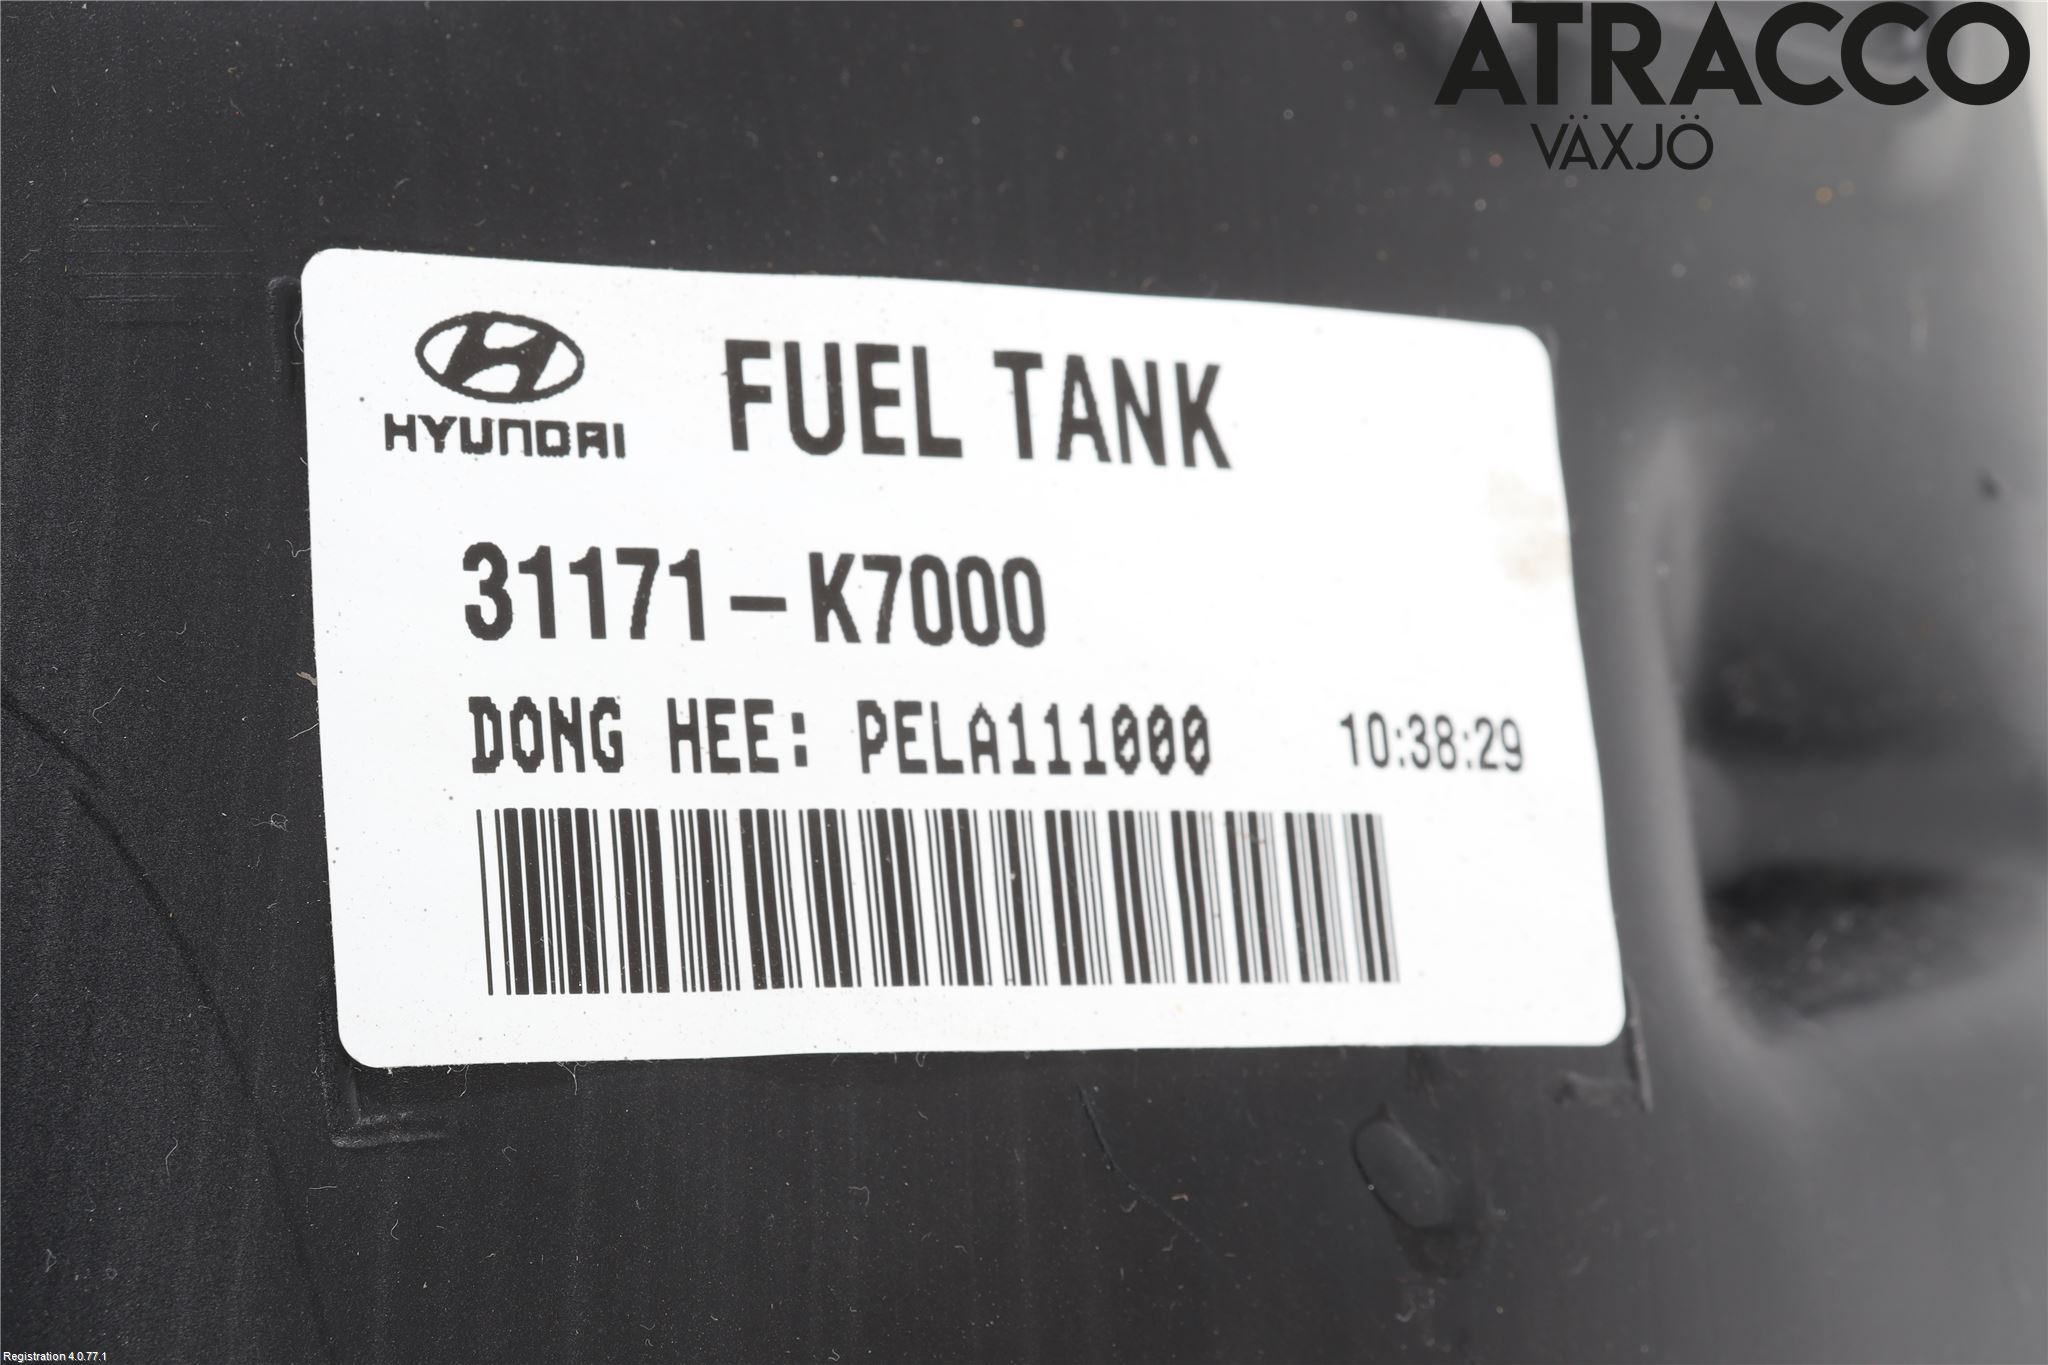 ATRACCO
VÄXJÖ
HYUNDAI
FUEL TANK
31171-K7000
DONG HEE: PELA111000 10:38:29
Registration 4.0.77.1